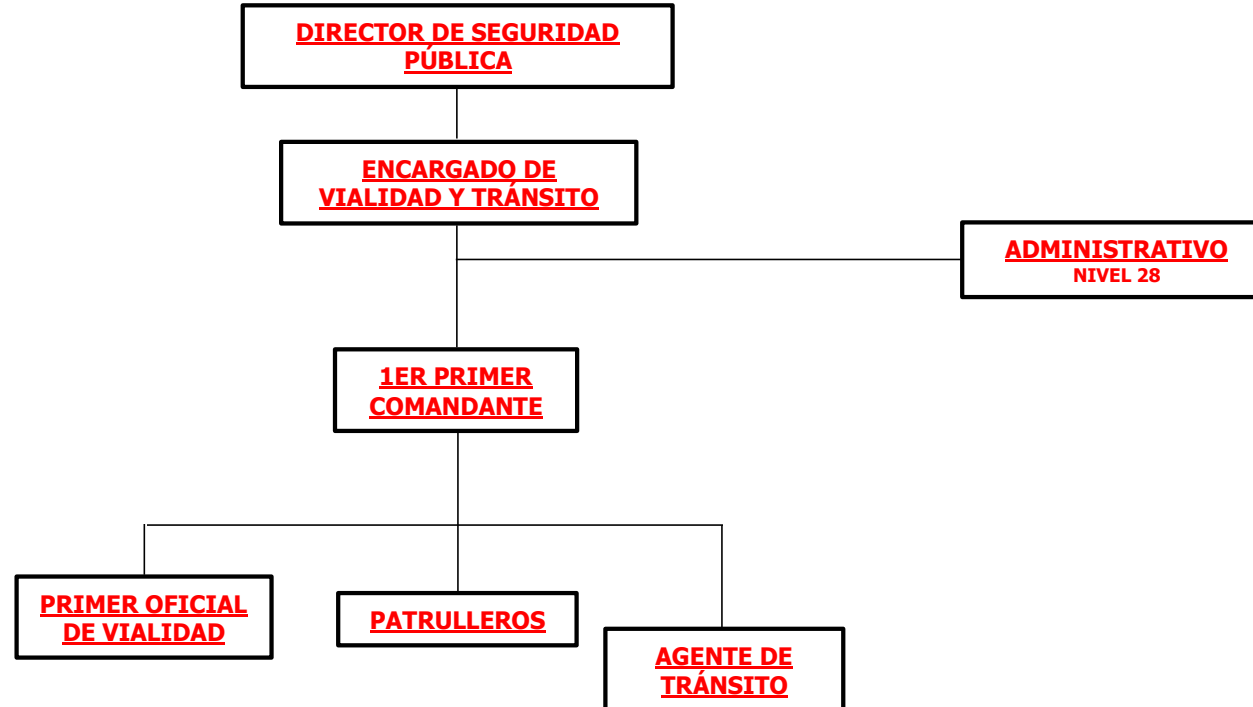 DIRECTOR DE SEGURIDAD
PÚBLICA
ENCARGADO DE
VIALIDAD Y TRÁNSITO
ADMINISTRATIVO
NIVEL 28
1ER PRIMER
COMANDANTE
PRIMER OFICIAL
DE VIALIDAD
PATRULLEROS
AGENTE DE
TRÁNSITO